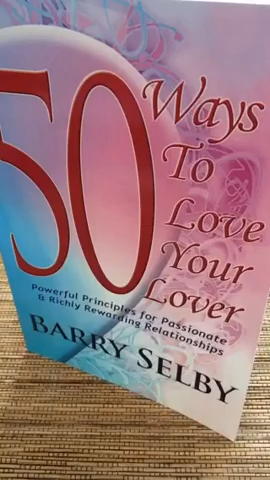 50 Ways
To
Love
Your
Lover
Powerful Principles for Passionate
& Richly Rewarding Relationships
BARRY SELBY